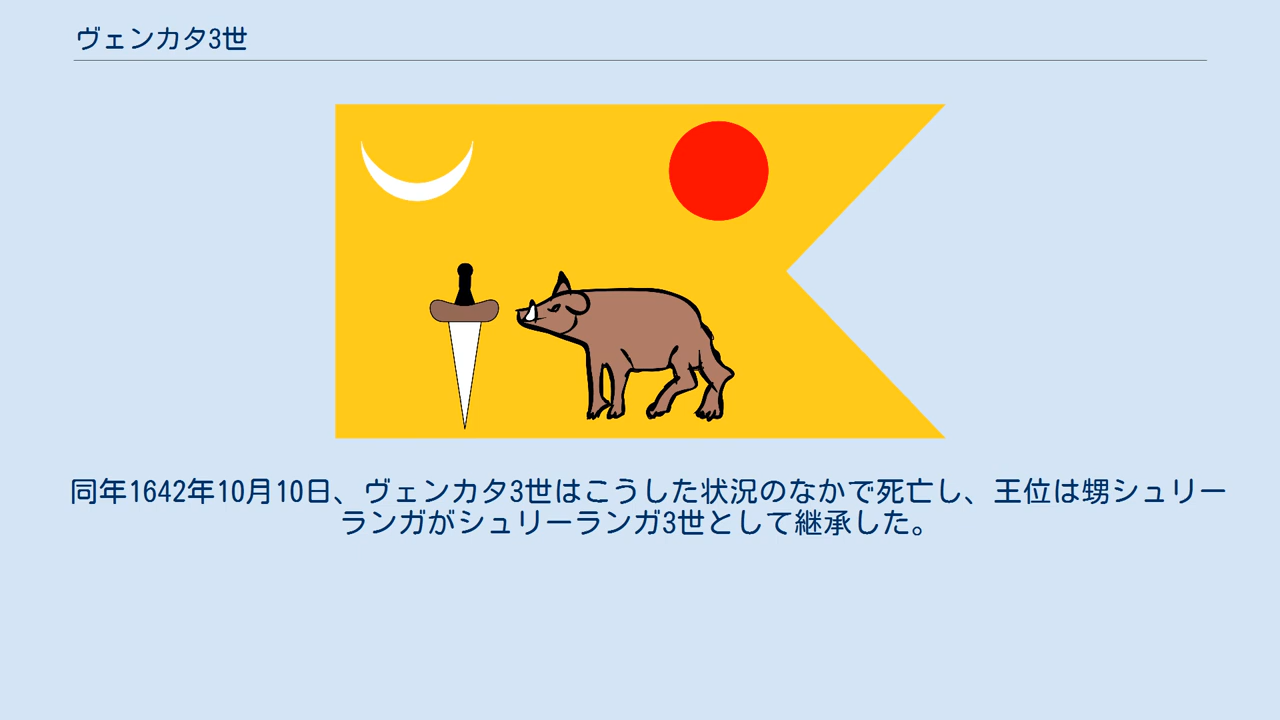 ヴェンカタ3世
同年1642年10月10日、ヴェンカタ3世はこうした状況のなかで死亡し、王位は甥シュリー
ランガがシュリーランガ3世として継承した。